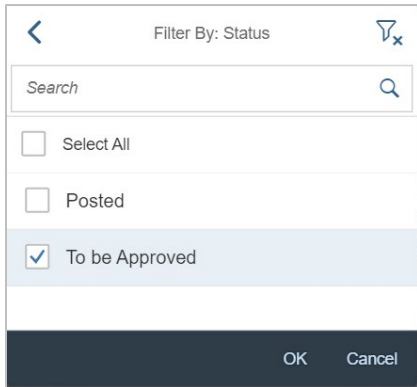 Filter By: Status
Search
Select All
Posted
To be Approved
OK Cancel